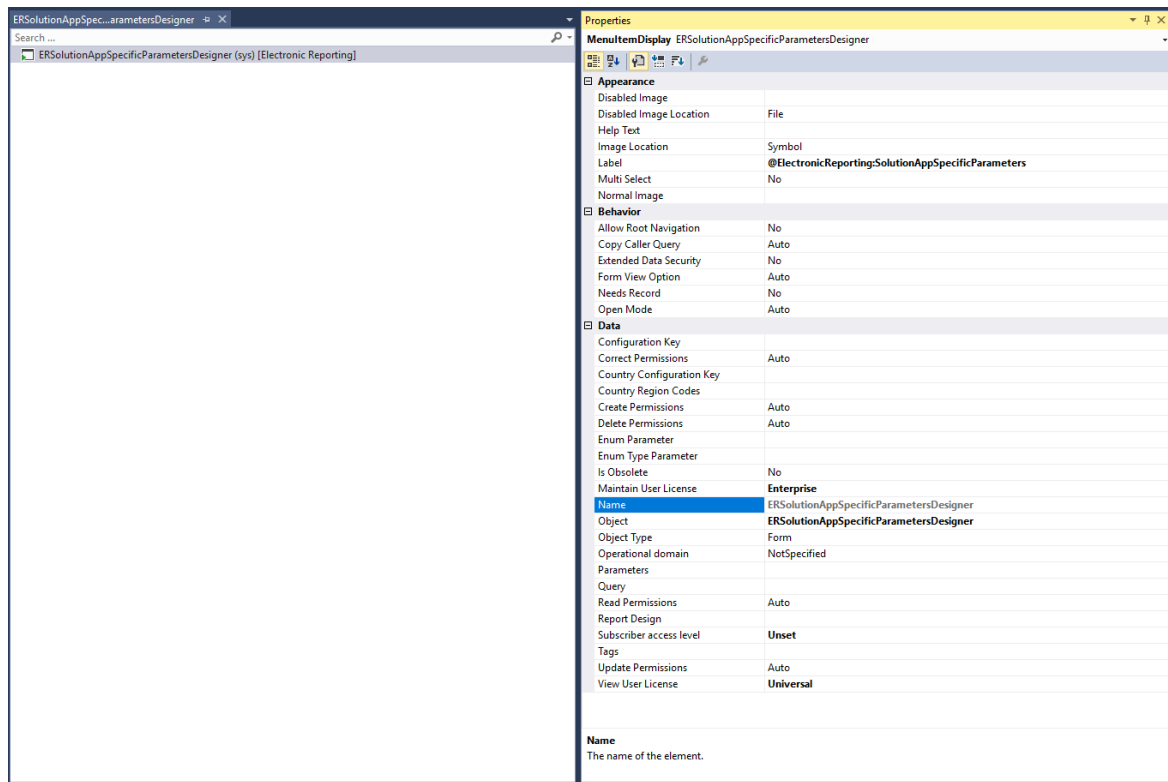 ERSolutionAppSpec...arametersDesigner
Search ...
ERSolutionAppSpecificParametersDesigner (sys) [Electronic Reporting]
Properties
MenuItemDisplay ERSolutionAppSpecificParametersDesigner
Appearance
Disabled Image
Disabled Image Location File
Help Text
Image Location Symbol
Label @ElectronicReporting:SolutionAppSpecificParameters
Multi Select No
Normal Image
Behavior
Allow Root Navigation No
Copy Caller Query Auto
Extended Data Security No
Form View Option Auto
Needs Record No
Open Mode Auto
Data
Configuration Key
Correct Permissions Auto
Country Configuration Key
Country Region Codes
Create Permissions Auto
Delete Permissions Auto
Enum Parameter
Enum Type Parameter
Is Obsolete No
Maintain User License Enterprise
Name ERSolutionAppSpecificParametersDesigner
Object ERSolutionAppSpecificParametersDesigner
Object Type Form
Operational domain NotSpecified
Parameters
Query
Read Permissions Auto
Report Design
Subscriber access level Unset
Tags
Update Permissions Auto
View User License Universal
Name
The name of the element.